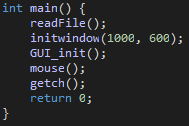 int main() {
    readFile();
    initwindow(1000, 600);
    GUI_init();
    mouse();
    getch();
    return 0;
}